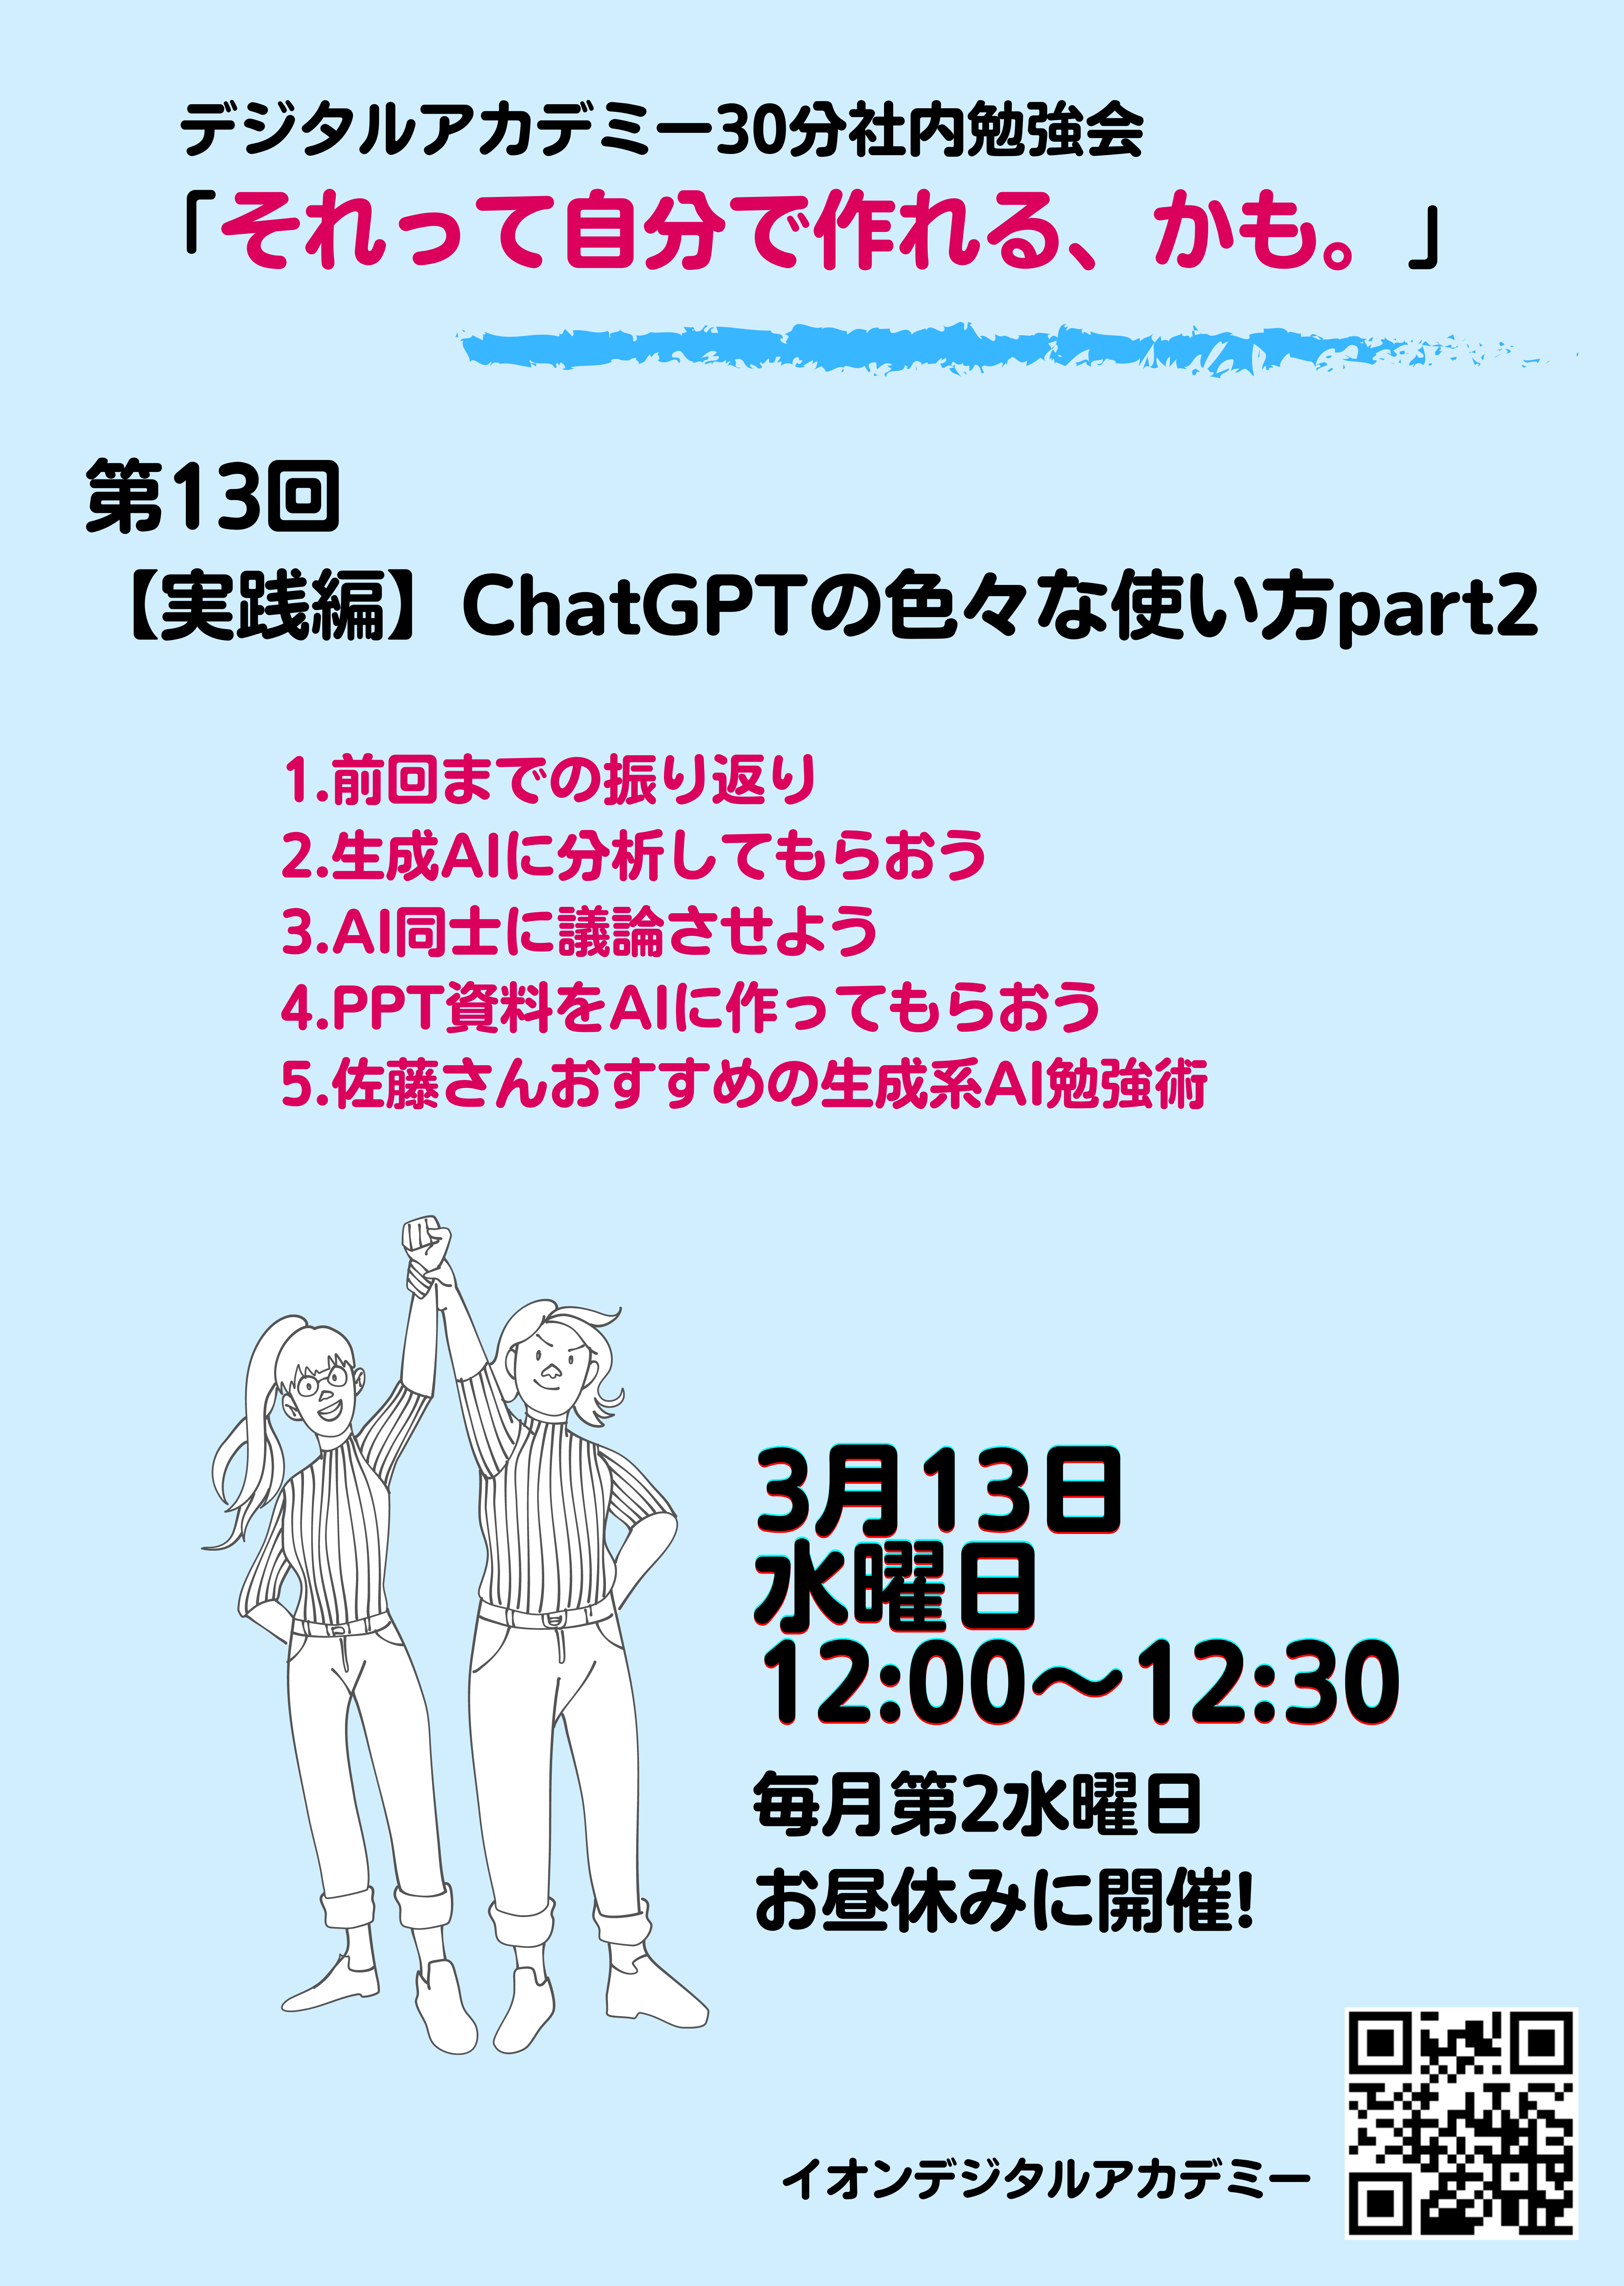 デジタルアカデミー30分社内勉強会
「それって自分で作れる、かも。」
第13回
【実践編】ChatGPTの色々な使い方part2
1.前回までの振り返り
2.生成AIに分析してもらおう
3.AI同士に議論させよう
4.PPT資料をAIに作ってもらおう
5.佐藤さんおすすめの生成系AI勉強術
3月13日
水曜日
12:00～12:30
毎月第2水曜日
お昼休みに開催!
イオンデジタルアカデミー